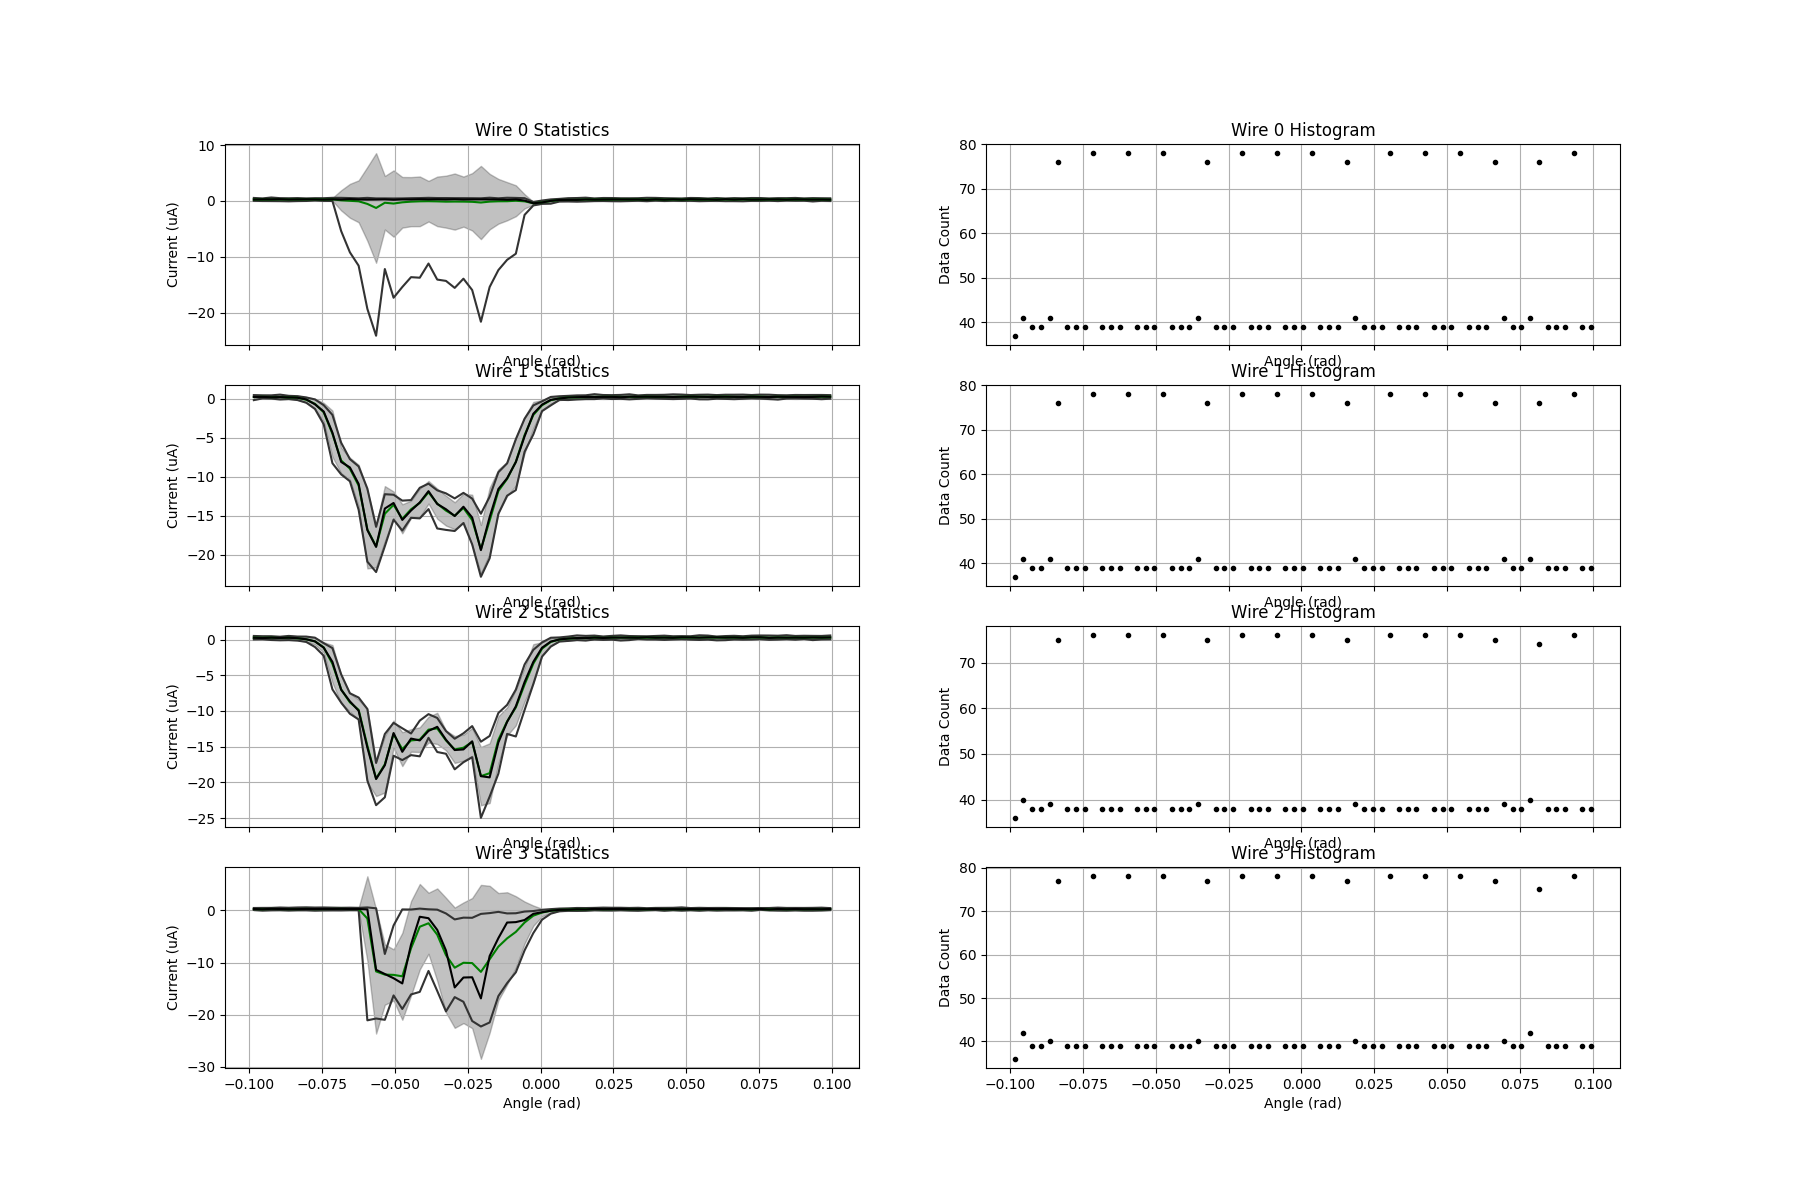 Wire 0 Statistics
10
0
−10
−20
Current (uA)
Angle (rad)
Wire 0 Histogram
80
70
60
50
40
Data Count
Angle (rad)
Wire 1 Statistics
0
−5
−10
−15
−20
Current (uA)
Angle (rad)
Wire 1 Histogram
80
70
60
50
40
Data Count
Angle (rad)
Wire 2 Statistics
0
−5
−10
−15
−20
−25
Current (uA)
Angle (rad)
Wire 2 Histogram
70
60
50
40
Data Count
Angle (rad)
Wire 3 Statistics
0
−10
−20
−30
Current (uA)
−0.100 −0.075 −0.050 −0.025 0.000 0.025 0.050 0.075 0.100
Angle (rad)
Wire 3 Histogram
80
70
60
50
40
Data Count
−0.100 −0.075 −0.050 −0.025 0.000 0.025 0.050 0.075 0.100
Angle (rad)